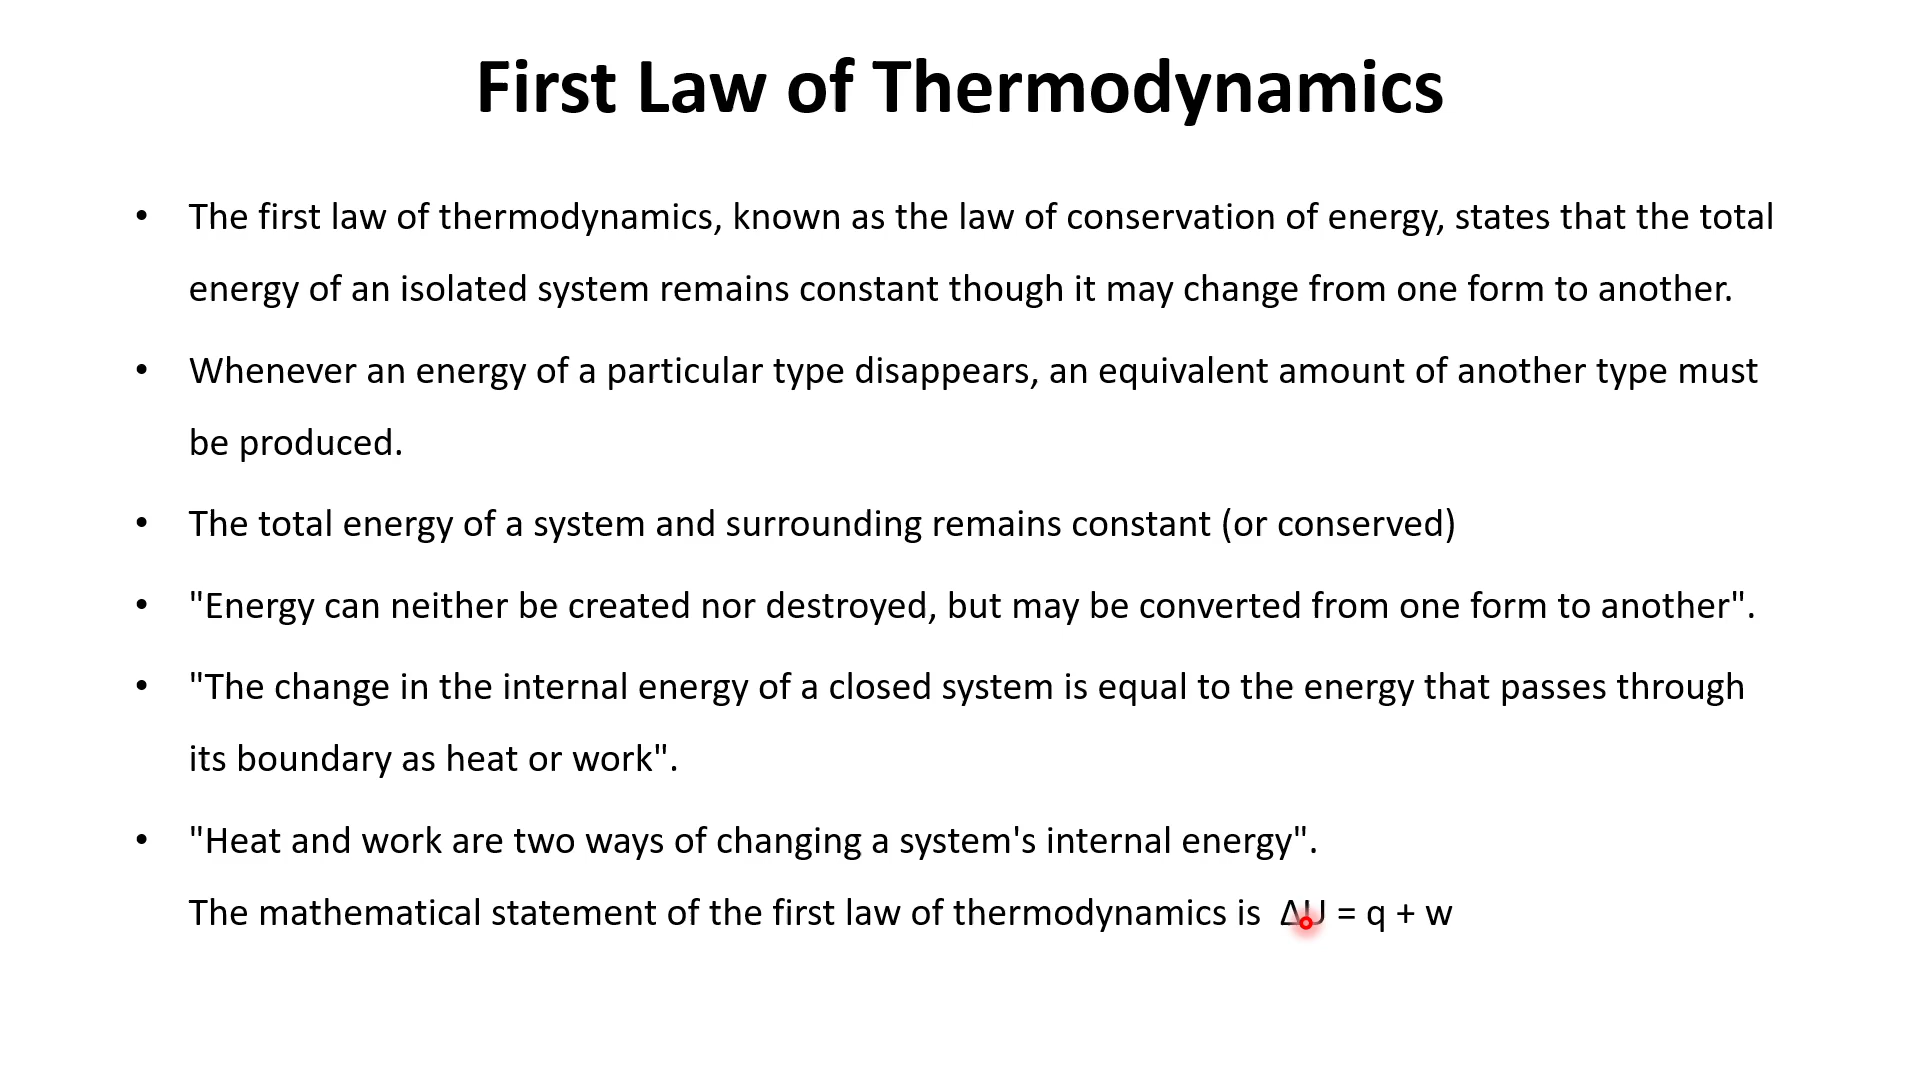 First Law of Thermodynamics
• The first law of thermodynamics, known as the law of conservation of energy, states that the total
energy of an isolated system remains constant though it may change from one form to another.
• Whenever an energy of a particular type disappears, an equivalent amount of another type must
be produced.
• The total energy of a system and surrounding remains constant (or conserved)
• "Energy can neither be created nor destroyed, but may be converted from one form to another".
• "The change in the internal energy of a closed system is equal to the energy that passes through
its boundary as heat or work".
• "Heat and work are two ways of changing a system's internal energy".
The mathematical statement of the first law of thermodynamics is ΔU = q + w